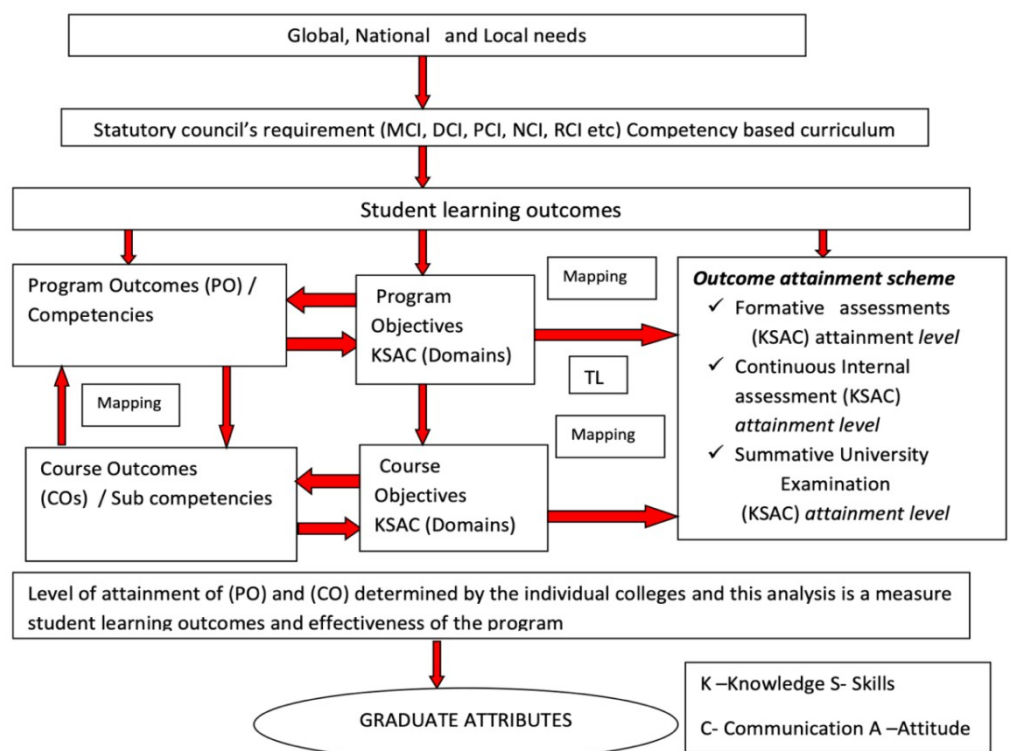 Global, National and Local needs
Statutory council's requirement (MCI, DCI, PCI, NCI, RCI etc) Competency based curriculum
Student learning outcomes
Program Outcomes (PO) /
Competencies
Program
Objectives
KSAC (Domains)
Mapping
TL
Mapping
Outcome attainment scheme
✓ Formative assessments
(KSAC) attainment level
✓ Continuous Internal
assessment (KSAC)
attainment level
✓ Summative University
Examination
(KSAC) attainment level
Mapping
Course Outcomes
(COs) / Sub competencies
Course
Objectives
KSAC (Domains)
Level of attainment of (PO) and (CO) determined by the individual colleges and this analysis is a measure
student learning outcomes and effectiveness of the program
GRADUATE ATTRIBUTES
K –Knowledge S- Skills
C- Communication A –Attitude